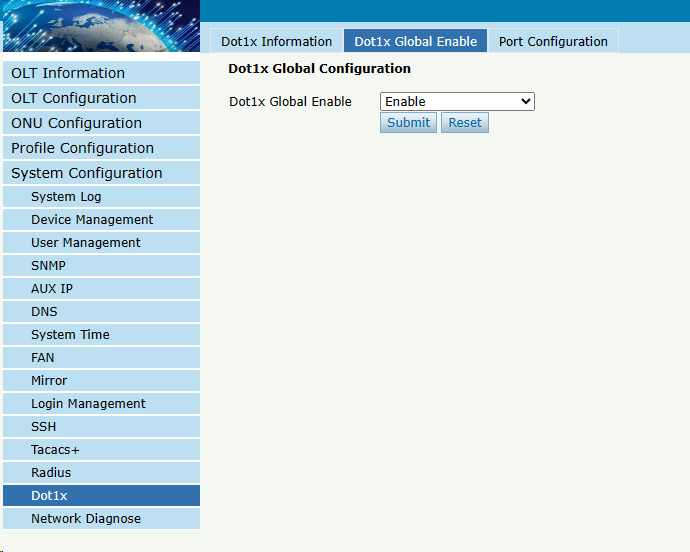 Dot1x Information
Dot1x Global Enable
Port Configuration
OLT Information
OLT Configuration
ONU Configuration
Profile Configuration
System Configuration
System Log
Device Management
User Management
SNMP
AUX IP
DNS
System Time
FAN
Mirror
Login Management
SSH
Tacacs+
Radius
Dot1x
Network Diagnose
Dot1x Global Configuration
Dot1x Global Enable
Enable
Submit
Reset